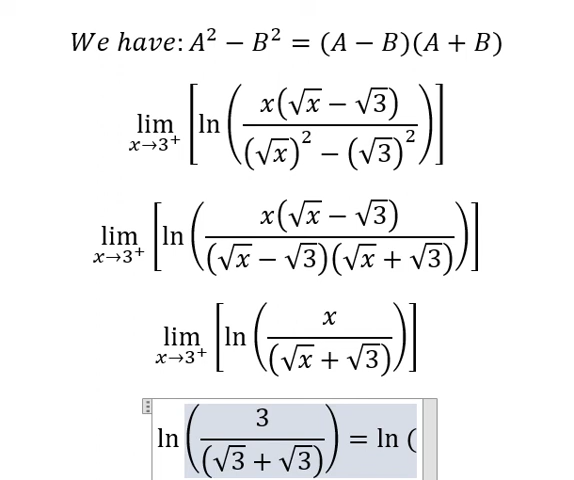 We have: A² − B² = (A − B)(A + B)
lim x→3⁺ [ln(x(√x − √3) / ((√x)² − (√3)²))]
lim x→3⁺ [ln(x(√x − √3) / ((√x − √3)(√x + √3)))]
lim x→3⁺ [ln(x / (√x + √3))]
ln(3 / (√3 + √3)) = ln (